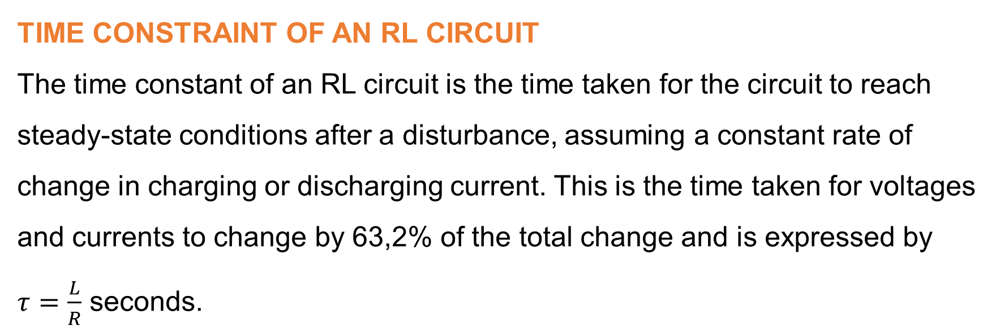 TIME CONSTRAINT OF AN RL CIRCUIT
The time constant of an RL circuit is the time taken for the circuit to reach
steady-state conditions after a disturbance, assuming a constant rate of
change in charging or discharging current. This is the time taken for voltages
and currents to change by 63,2% of the total change and is expressed by
τ = L/R seconds.